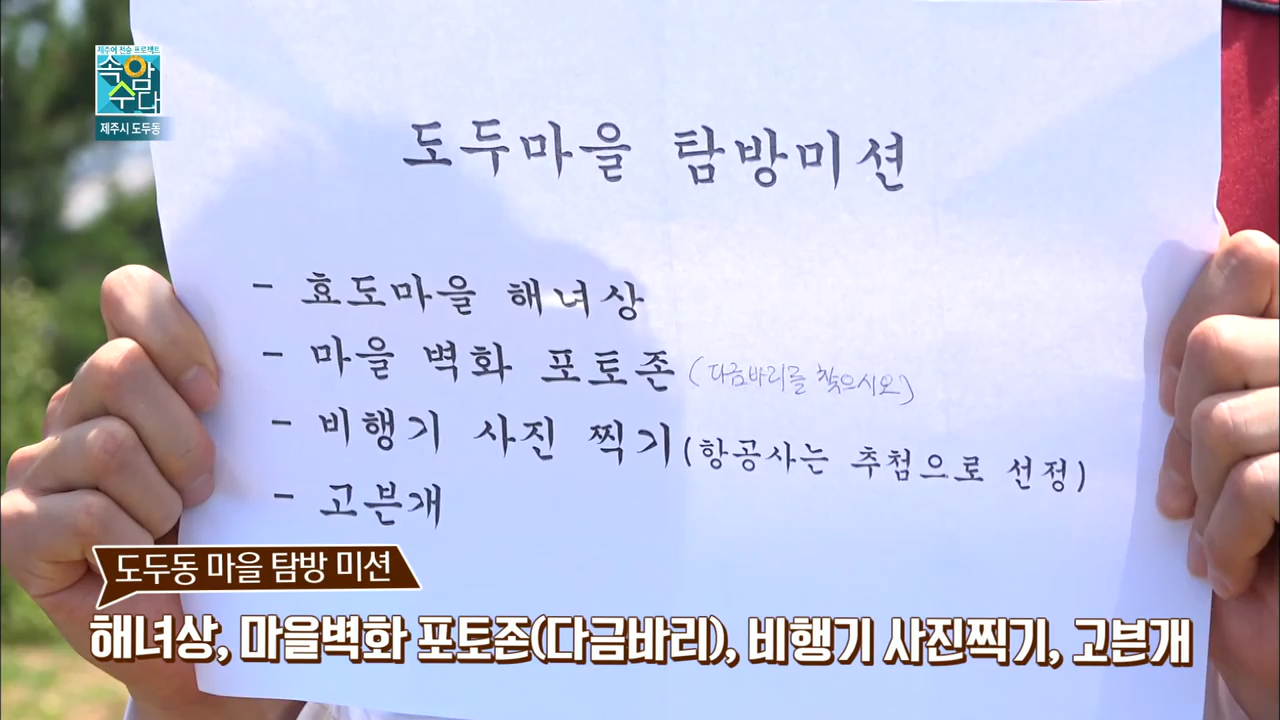 제주어 전승 프로젝트
속암
수다
제주시 도두동
도두마을 탐방미션
- 효도마을 해녀상
- 마을 벽화 포토존 (다금바리를 찾으시오)
- 비행기 사진 찍기(항공사는 추첨으로 선정)
- 고븐개
도두동 마을 탐방 미션
해녀상, 마을벽화 포토존(다금바리), 비행기 사진찍기, 고븐개